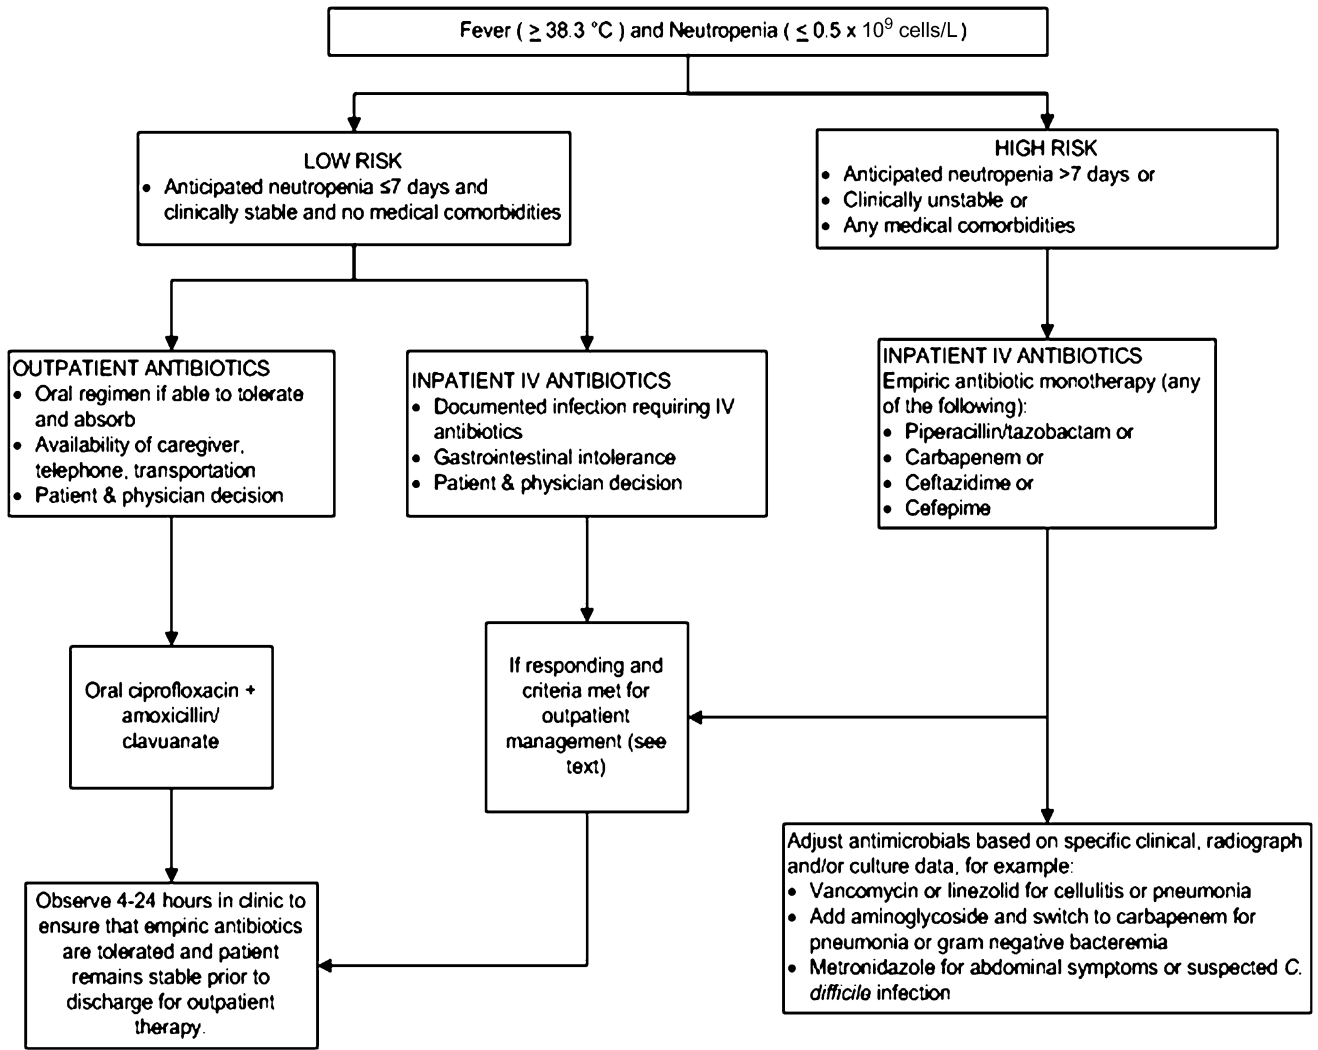 Fever ( ≥ 38.3 °C ) and Neutropenia ( ≤ 0.5 x 10⁹ cells/L )
LOW RISK
• Anticipated neutropenia ≤7 days and
clinically stable and no medical comorbidities
HIGH RISK
• Anticipated neutropenia >7 days or
• Clinically unstable or
• Any medical comorbidities
OUTPATIENT ANTIBIOTICS
• Oral regimen if able to tolerate
and absorb
• Availability of caregiver,
telephone, transportation
• Patient & physician decision
INPATIENT IV ANTIBIOTICS
• Documented infection requiring IV
antibiotics
• Gastrointestinal intolerance
• Patient & physician decision
INPATIENT IV ANTIBIOTICS
Empiric antibiotic monotherapy (any
of the following):
• Piperacillin/tazobactam or
• Carbapenem or
• Ceftazidime or
• Cefepime
Oral ciprofloxacin +
amoxicillin/
clavuanate
If responding and
criteria met for
outpatient
management (see
text)
Observe 4-24 hours in clinic to
ensure that empiric antibiotics
are tolerated and patient
remains stable prior to
discharge for outpatient
therapy.
Adjust antimicrobials based on specific clinical, radiograph
and/or culture data, for example:
• Vancomycin or linezolid for cellulitis or pneumonia
• Add aminoglycoside and switch to carbapenem for
pneumonia or gram negative bacteremia
• Metronidazole for abdominal symptoms or suspected C.
difficile infection